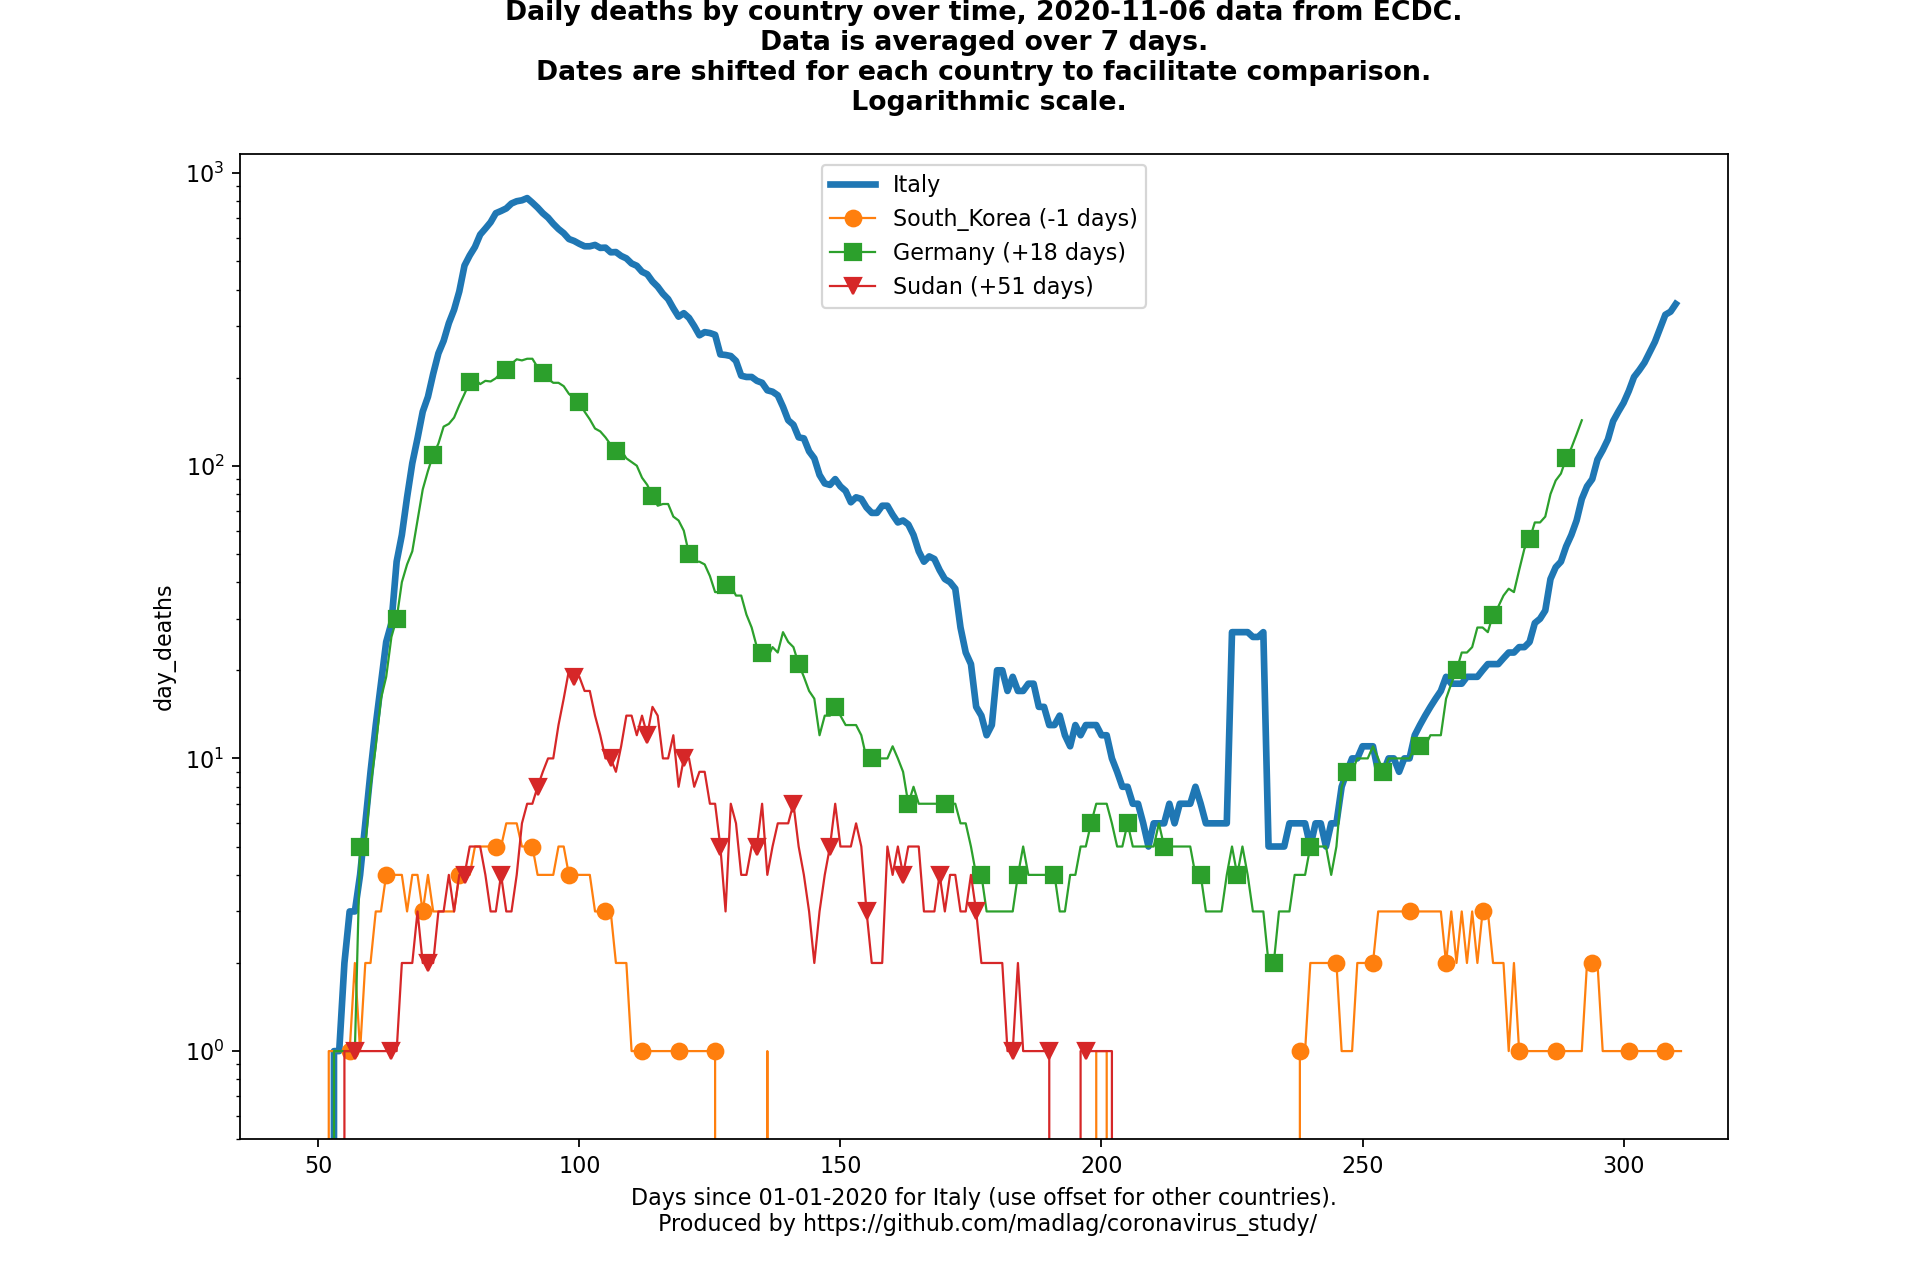 Daily deaths by country over time, 2020-11-06 data from ECDC.
Data is averaged over 7 days.
Dates are shifted for each country to facilitate comparison.
Logarithmic scale.
10³
Italy
South_Korea (-1 days)
Germany (+18 days)
Sudan (+51 days)
10²
day_deaths
10¹
10⁰
50 100 150 200 250 300
Days since 01-01-2020 for Italy (use offset for other countries).
Produced by https://github.com/madlag/coronavirus_study/